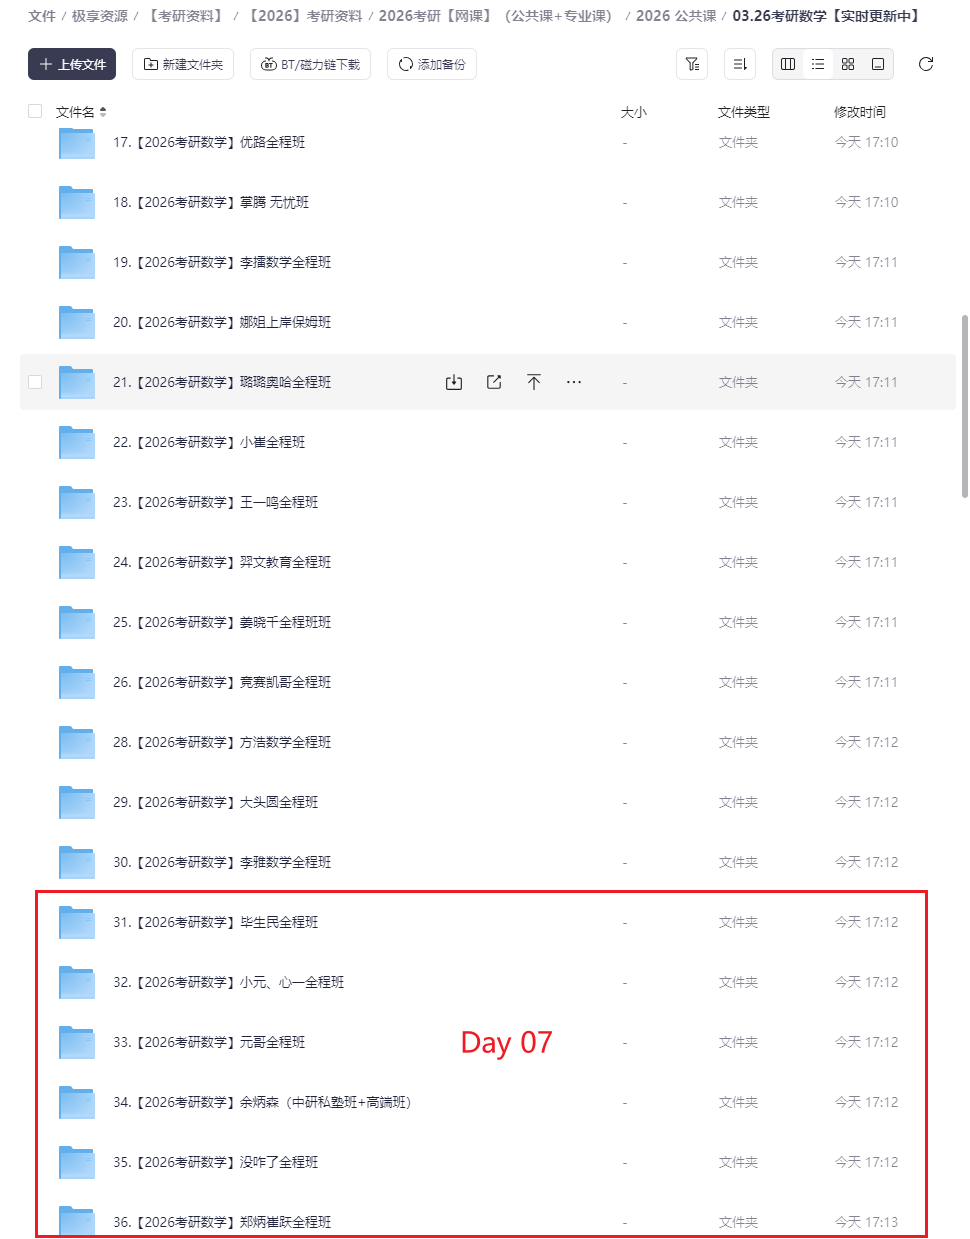 文件 / 极享资源 / 【考研资料】 / 【2026】考研资料 / 2026考研【网课】（公共课+专业课） / 2026 公共课 / 03.26考研数学【实时更新中】
上传文件 新建文件夹 BT/磁力链下载 添加备份
文件名 大小 文件类型 修改时间
17.【2026考研数学】优路全程班 - 文件夹 今天 17:10
18.【2026考研数学】掌腾 无忧班 - 文件夹 今天 17:10
19.【2026考研数学】李擂数学全程班 - 文件夹 今天 17:11
20.【2026考研数学】娜姐上岸保姆班 - 文件夹 今天 17:11
21.【2026考研数学】璐璐奥哈全程班 - 文件夹 今天 17:11
22.【2026考研数学】小崔全程班 - 文件夹 今天 17:11
23.【2026考研数学】王一鸣全程班 - 文件夹 今天 17:11
24.【2026考研数学】羿文教育全程班 - 文件夹 今天 17:11
25.【2026考研数学】姜晓千全程班班 - 文件夹 今天 17:11
26.【2026考研数学】竞赛凯哥全程班 - 文件夹 今天 17:11
28.【2026考研数学】方浩数学全程班 - 文件夹 今天 17:12
29.【2026考研数学】大头圆全程班 - 文件夹 今天 17:12
30.【2026考研数学】李雅数学全程班 - 文件夹 今天 17:12
31.【2026考研数学】毕生民全程班 - 文件夹 今天 17:12
32.【2026考研数学】小元、心一全程班 - 文件夹 今天 17:12
33.【2026考研数学】元哥全程班 - 文件夹 今天 17:12
Day 07
34.【2026考研数学】余炳森（中研私塾班+高端班） - 文件夹 今天 17:12
35.【2026考研数学】没咋了全程班 - 文件夹 今天 17:12
36.【2026考研数学】郑炳崔跃全程班 - 文件夹 今天 17:13